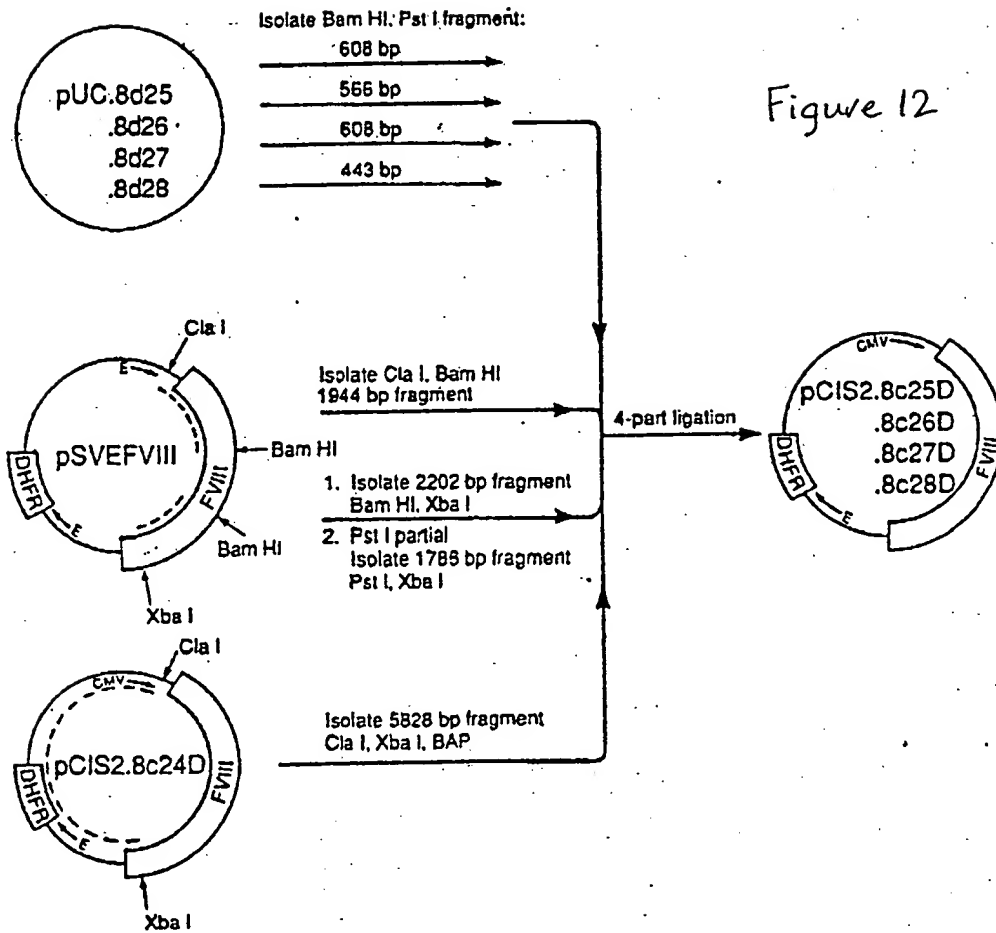 Isolate Bam HI. Pst I fragment:
608 bp
566 bp
608 bp
443 bp
pUC.8d25
.8d26
.8d27
.8d28
Figure 12
Cla I
E
pSVEFVIII
FVIII
Bam HI
Bam HI
DHFR
E
Xba I
Isolate Cla I, Bam HI
1944 bp fragment
1. Isolate 2202 bp fragment
Bam HI, Xba I
2. Pst I partial
Isolate 1786 bp fragment
Pst I, Xba I
4-part ligation
CMV
pCIS2.8c25D
.8c26D
.8c27D
.8c28D
FVIII
DHFR
E
Cla I
CMV
pCIS2.8c24D
FVIII
DHFR
E
Xba I
Isolate 5828 bp fragment
Cla I, Xba I, BAP